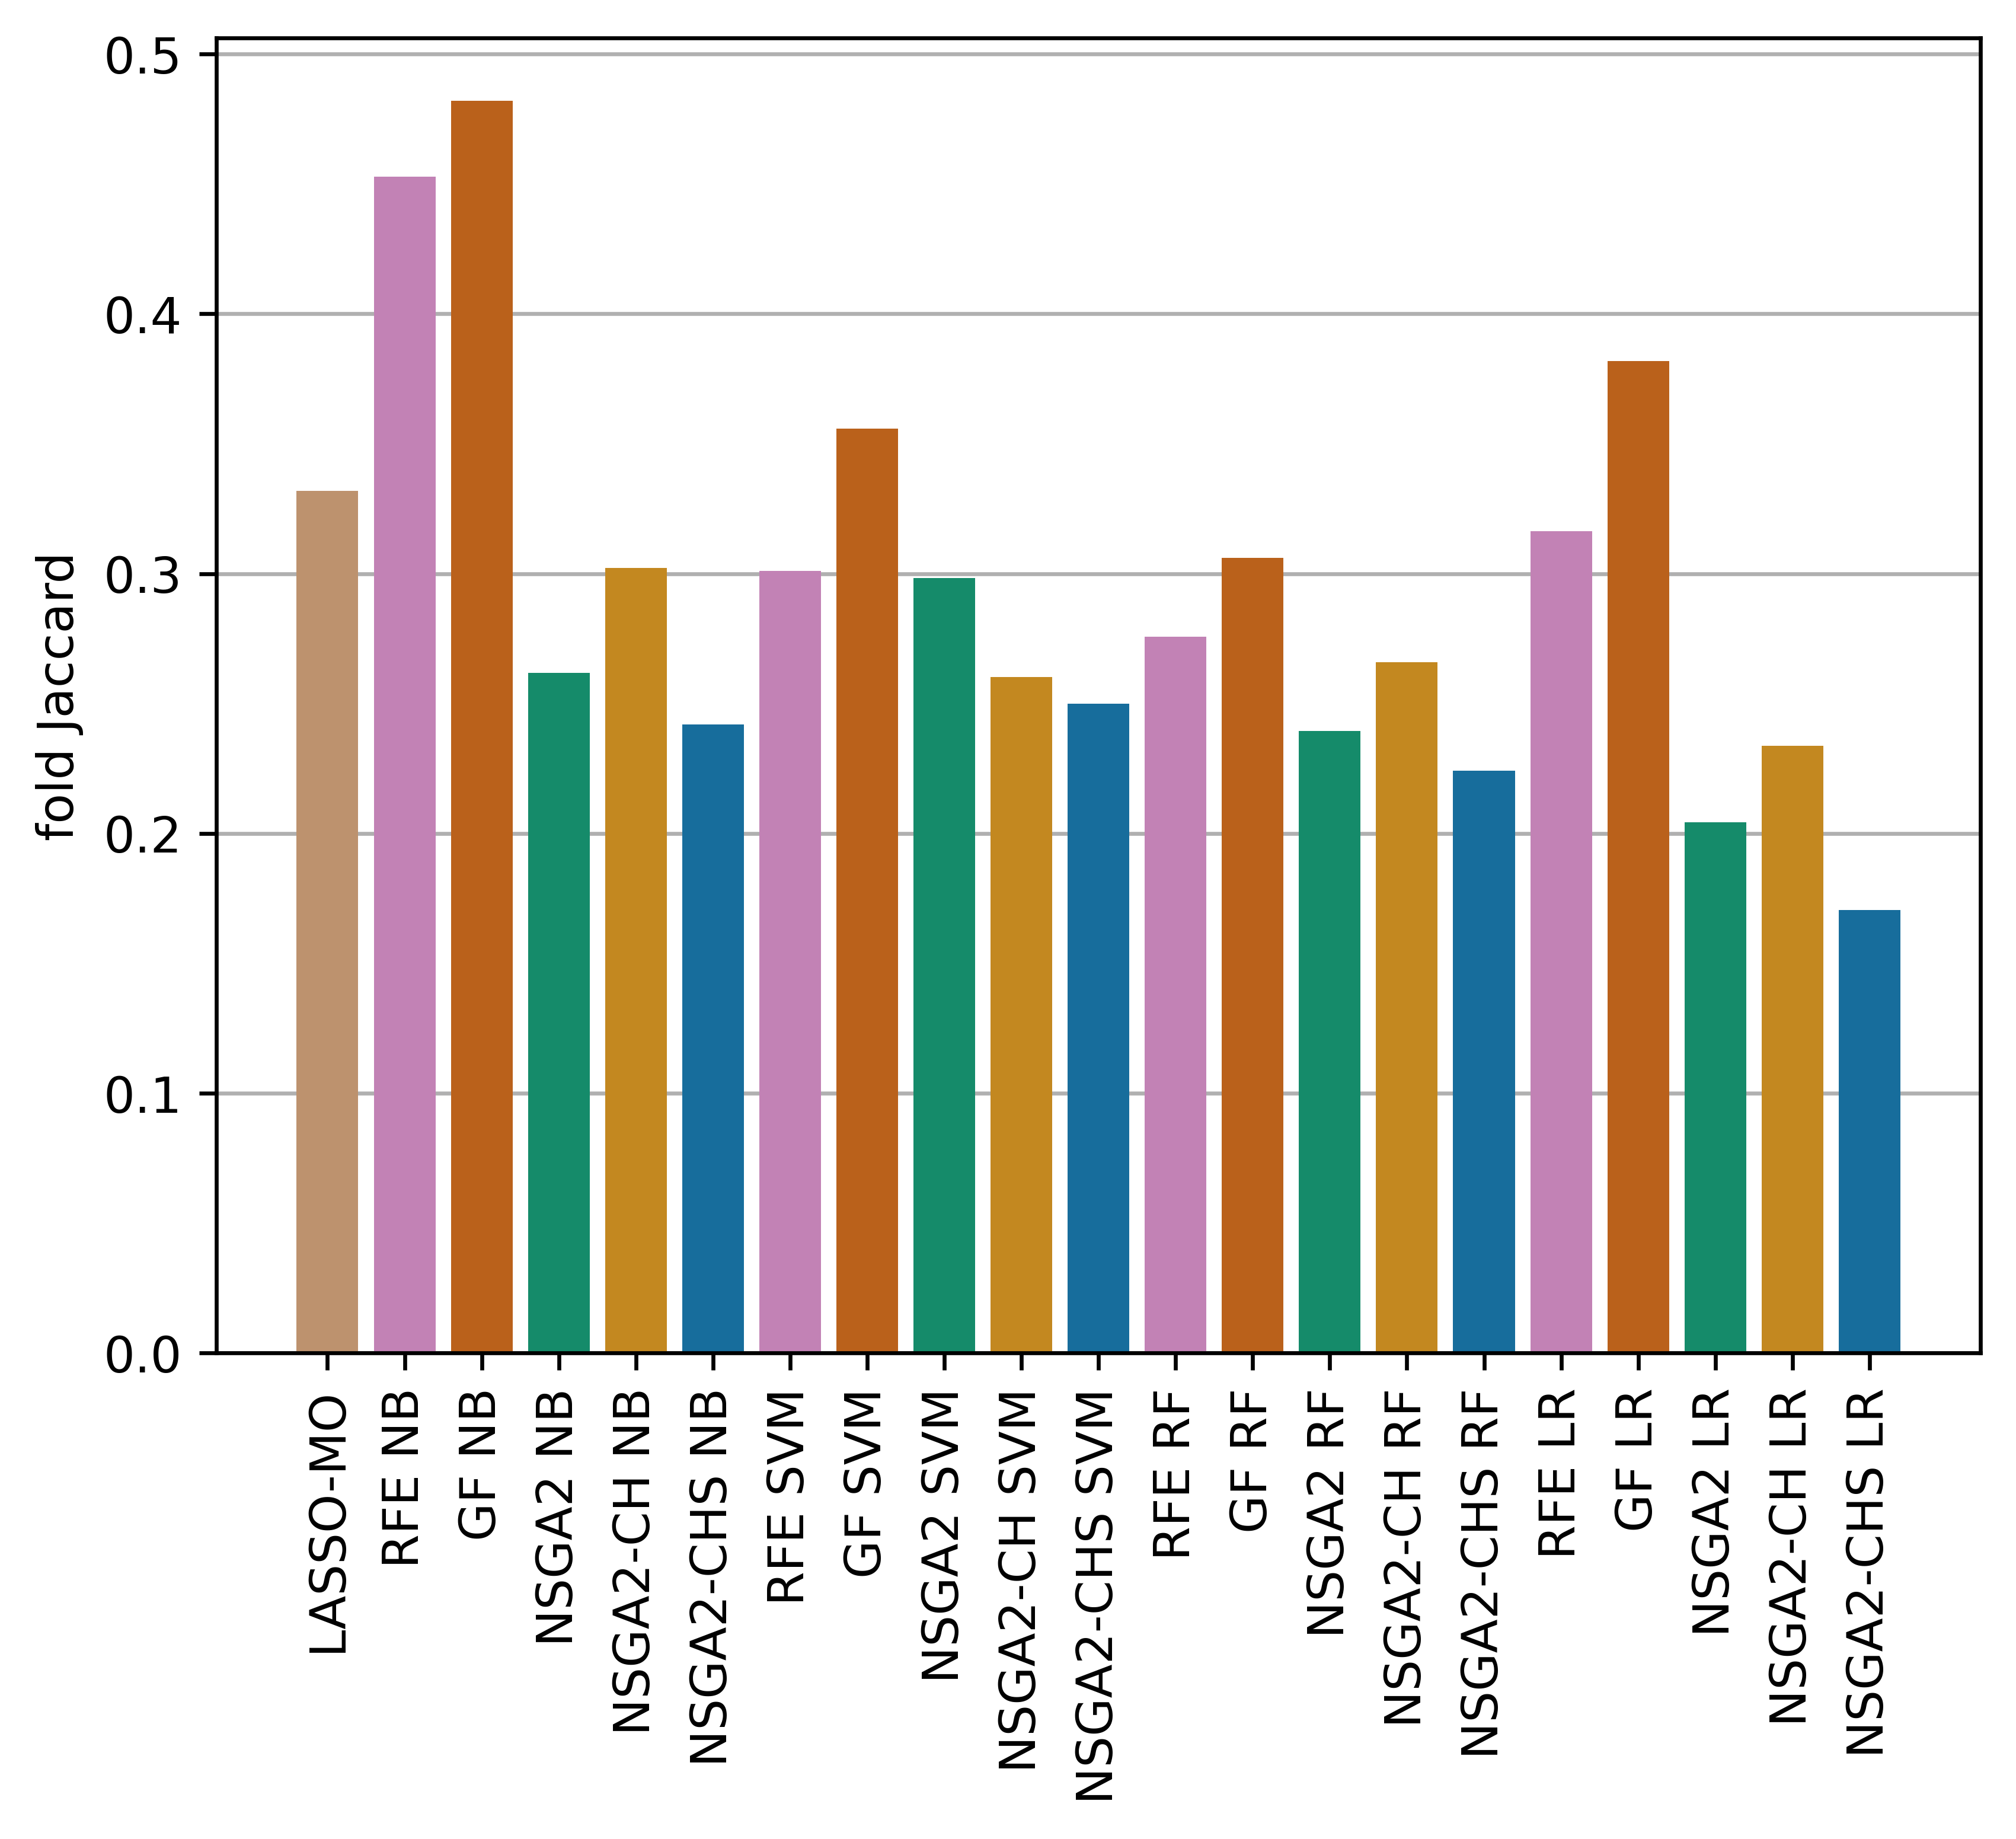 fold Jaccard
0.5
0.4
0.3
0.2
0.1
0.0
LASSO-MO
RFE NB
GF NB
NSGA2 NB
NSGA2-CH NB
NSGA2-CHS NB
RFE SVM
GF SVM
NSGA2 SVM
NSGA2-CH SVM
NSGA2-CHS SVM
RFE RF
GF RF
NSGA2 RF
NSGA2-CH RF
NSGA2-CHS RF
RFE LR
GF LR
NSGA2 LR
NSGA2-CH LR
NSGA2-CHS LR